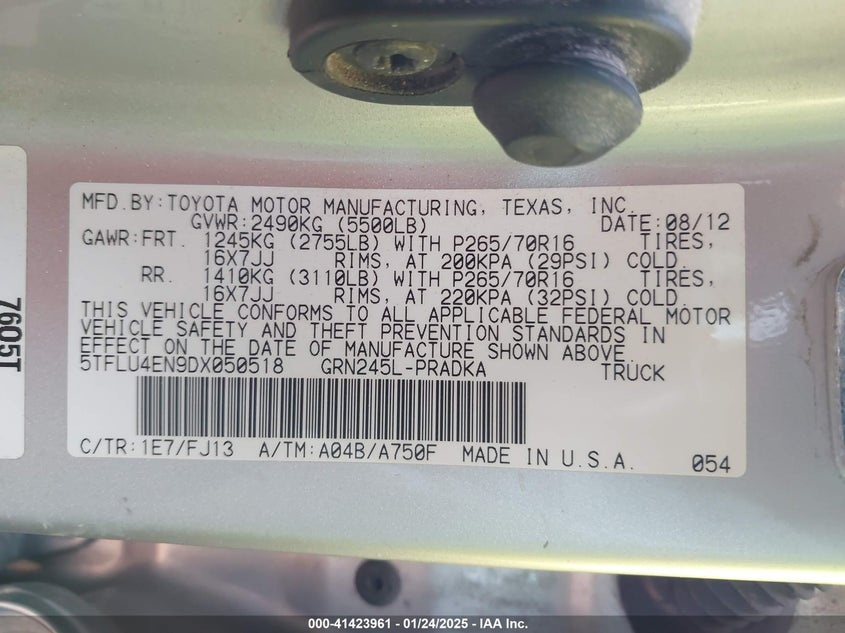 MFD.BY:TOYOTA MOTOR MANUFACTURING, TEXAS, INC.
GVWR:2490KG (5500LB) DATE:08/12
GAWR:FRT. 1245KG (2755LB) WITH P265/70R16 TIRES,
16X7JJ RIMS, AT 200KPA (29PSI) COLD.
RR. 1410KG (3110LB) WITH P265/70R16 TIRES,
16X7JJ RIMS, AT 220KPA (32PSI) COLD.
THIS VEHICLE CONFORMS TO ALL APPLICABLE FEDERAL MOTOR
VEHICLE SAFETY AND THEFT PREVENTION STANDARDS IN
EFFECT ON THE DATE OF MANUFACTURE SHOWN ABOVE.
5TFLU4EN9DX050518 GRN245L-PRADKA TRUCK
C/TR:1E7/FJ13 A/TM:A04B/A750F MADE IN U.S.A. 054
7605T
000-41423961 - 01/24/2025 - IAA Inc.